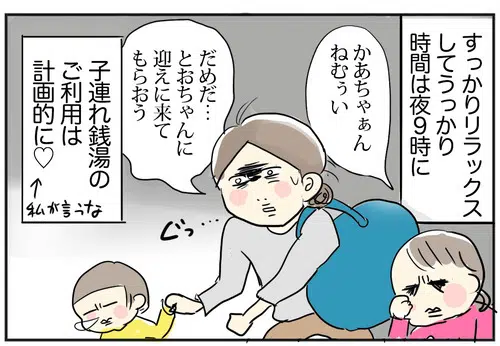 すっかりリラックス
してうっかり
時間は夜9時に
かあちゃぁん
ねむぅい
だめだ…
とおちゃんに
迎えに来て
もらおう
ぐっ…
子連れ銭湯の
ご利用は
計画的に♡
↑
私が言うな